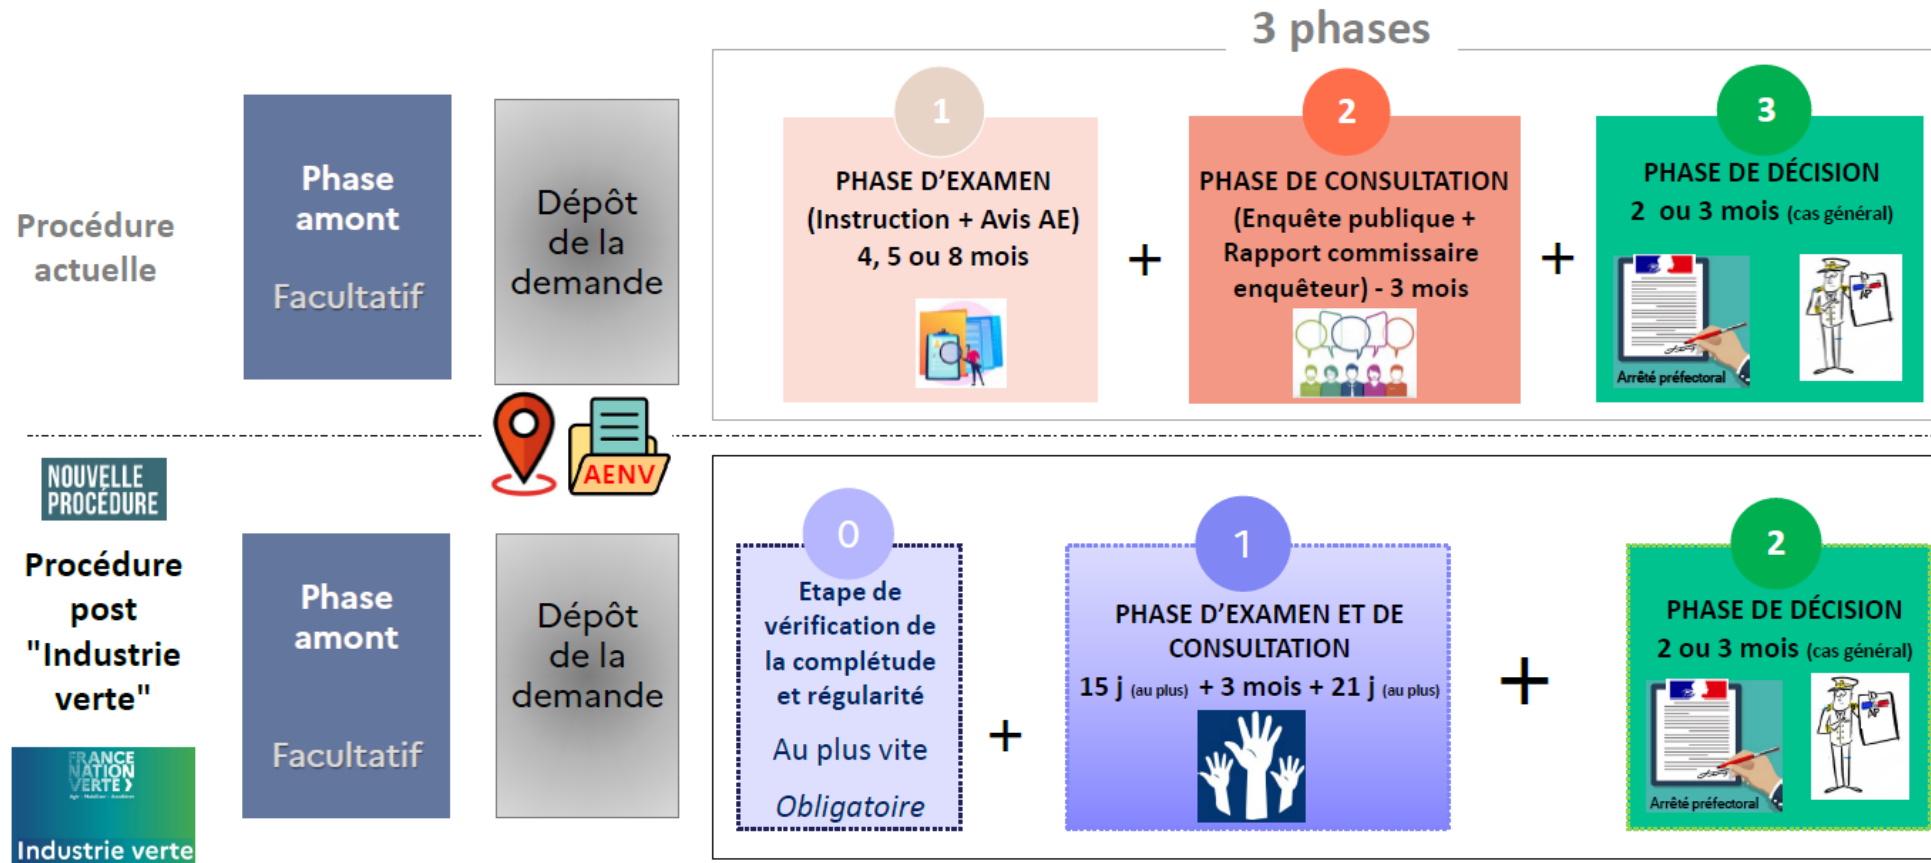 3 phases
Procédure
actuelle
Phase
amont
Facultatif
Dépôt
de la
demande
1
PHASE D'EXAMEN
(Instruction + Avis AE)
4, 5 ou 8 mois
+
2
PHASE DE CONSULTATION
(Enquête publique +
Rapport commissaire
enquêteur) - 3 mois
+
3
PHASE DE DÉCISION
2 ou 3 mois (cas général)
Arrêté préfectoral
AP
AENV
NOUVELLE
PROCÉDURE
Procédure
post
"Industrie
verte"
FRANCE
NATION
VERTE >
Agir • Mobiliser • Accélérer
Industrie verte
Phase
amont
Facultatif
Dépôt
de la
demande
0
Etape de
vérification de
la complétude
et régularité
Au plus vite
Obligatoire
+
1
PHASE D'EXAMEN ET DE
CONSULTATION
15 j (au plus) + 3 mois + 21 j (au plus)
+
2
PHASE DE DÉCISION
2 ou 3 mois (cas général)
Arrêté préfectoral
AP